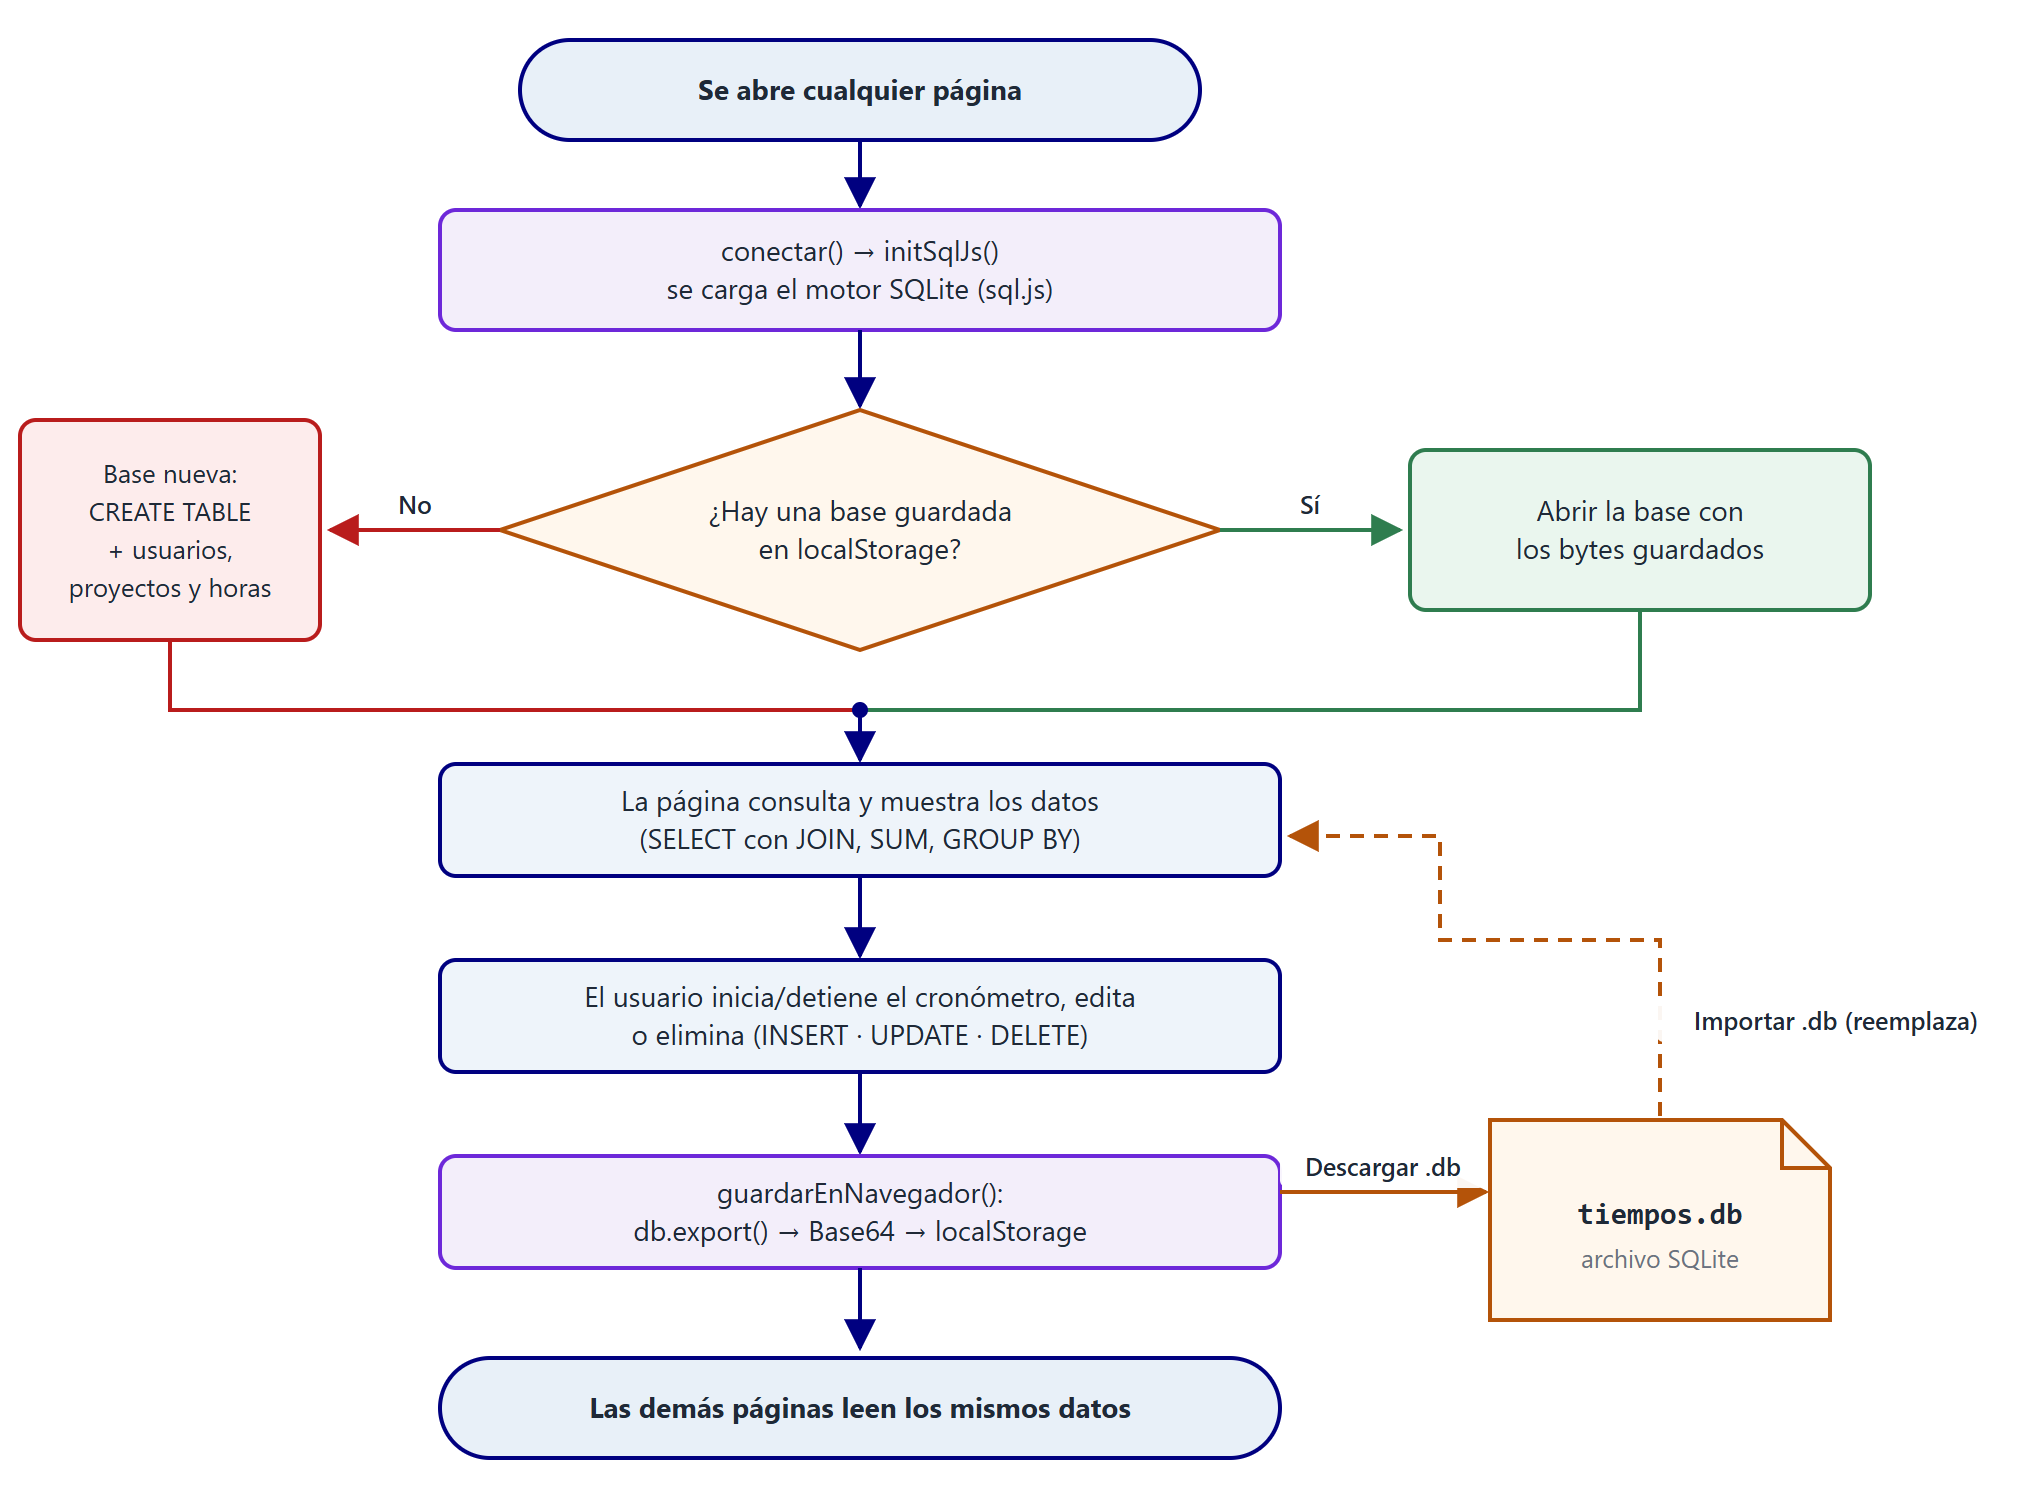 Se abre cualquier página
conectar() → initSqlJs()
se carga el motor SQLite (sql.js)
Base nueva:
CREATE TABLE
+ usuarios,
proyectos y horas
No
¿Hay una base guardada
en localStorage?
Sí
Abrir la base con
los bytes guardados
La página consulta y muestra los datos
(SELECT con JOIN, SUM, GROUP BY)
El usuario inicia/detiene el cronómetro, edita
o elimina (INSERT · UPDATE · DELETE)
Importar .db (reemplaza)
guardarEnNavegador():
db.export() → Base64 → localStorage
Descargar .db
tiempos.db
archivo SQLite
Las demás páginas leen los mismos datos